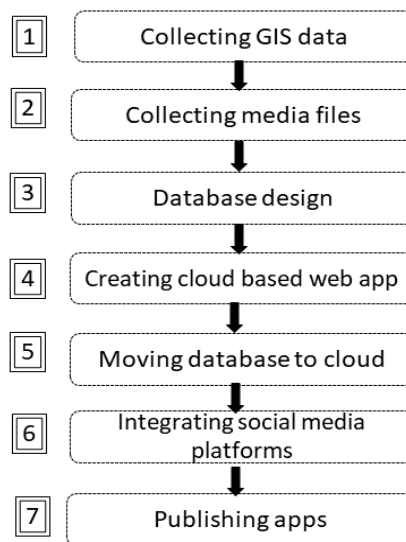 1
Collecting GIS data
2
Collecting media files
3
Database design
4
Creating cloud based web app
5
Moving database to cloud
6
Integrating social media
platforms
7
Publishing apps